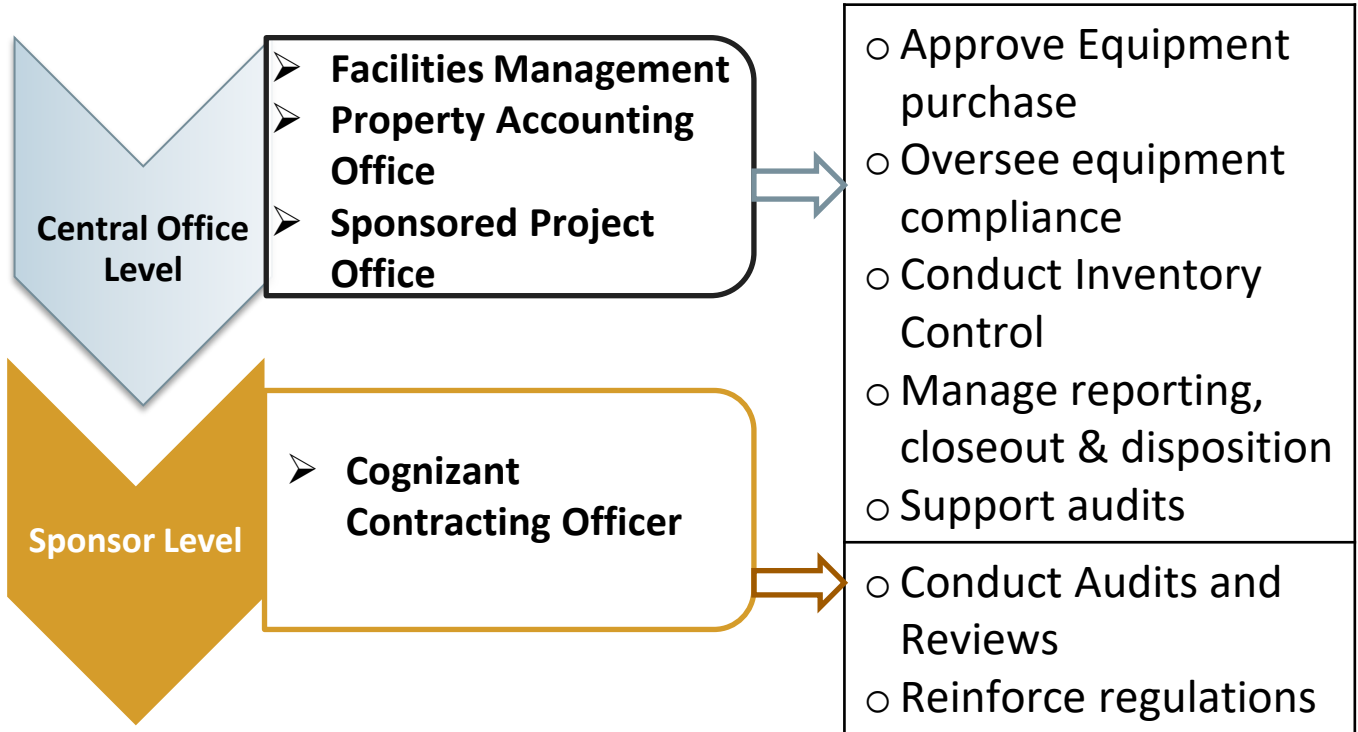 Central Office
Level
➢ Facilities Management
➢ Property Accounting
Office
➢ Sponsored Project
Office
○ Approve Equipment
purchase
○ Oversee equipment
compliance
○ Conduct Inventory
Control
○ Manage reporting,
closeout & disposition
○ Support audits
Sponsor Level
➢ Cognizant
Contracting Officer
○ Conduct Audits and
Reviews
○ Reinforce regulations